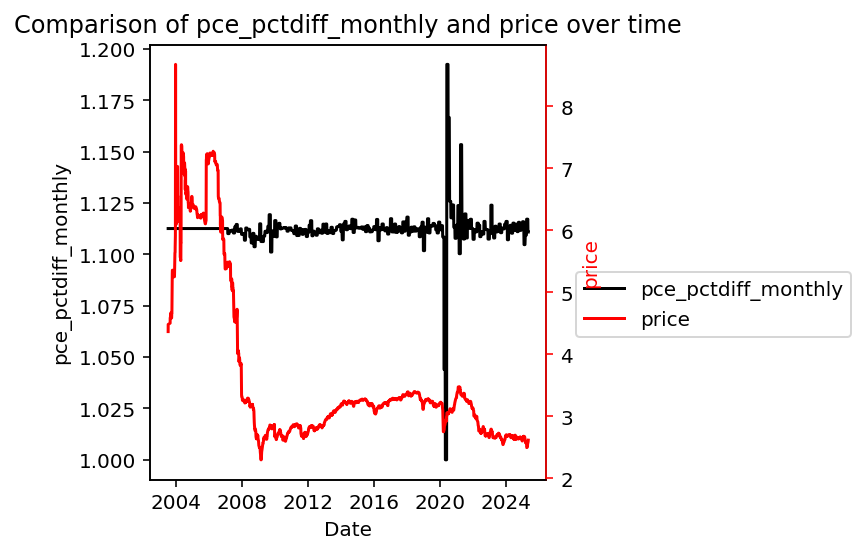 Comparison of pce_pctdiff_monthly and price over time
1.200
1.175
1.150
1.125
1.100
1.075
1.050
1.025
1.000
pce_pctdiff_monthly
8
7
6
5
4
3
2
price
pce_pctdiff_monthly
price
2004 2008 2012 2016 2020 2024
Date